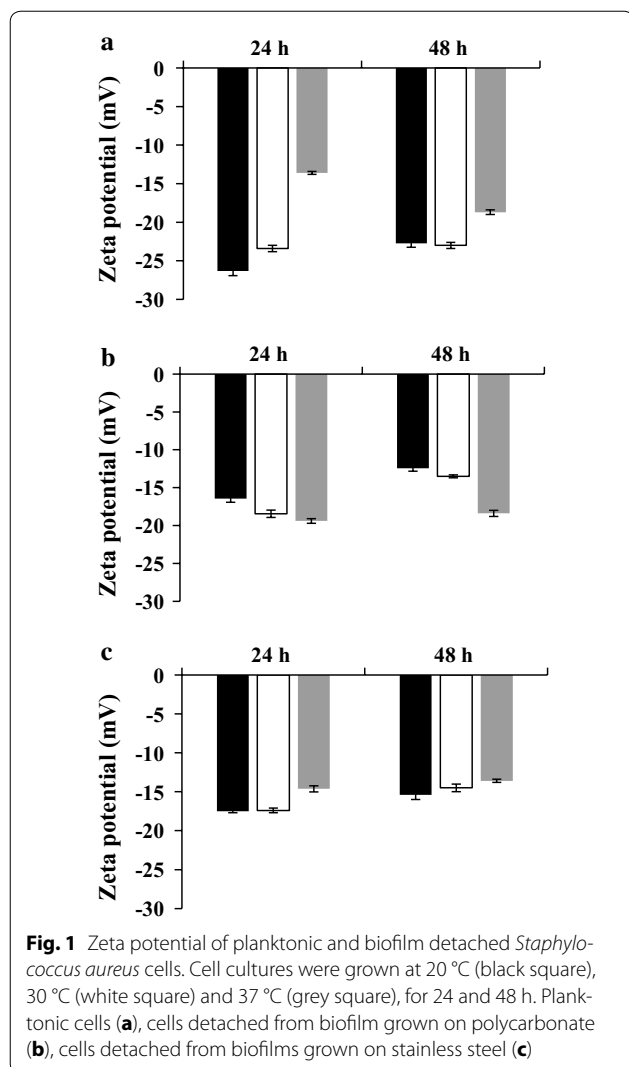 a
24 h 48 h
0
-5
-10
-15
-20
-25
-30
Zeta potential (mV)
b
24 h 48 h
0
-5
-10
-15
-20
-25
-30
Zeta potential (mV)
c
24 h 48 h
0
-5
-10
-15
-20
-25
-30
Zeta potential (mV)
Fig. 1 Zeta potential of planktonic and biofilm detached Staphylo-
coccus aureus cells. Cell cultures were grown at 20 °C (black square),
30 °C (white square) and 37 °C (grey square), for 24 and 48 h. Plank-
tonic cells (a), cells detached from biofilm grown on polycarbonate
(b), cells detached from biofilms grown on stainless steel (c)